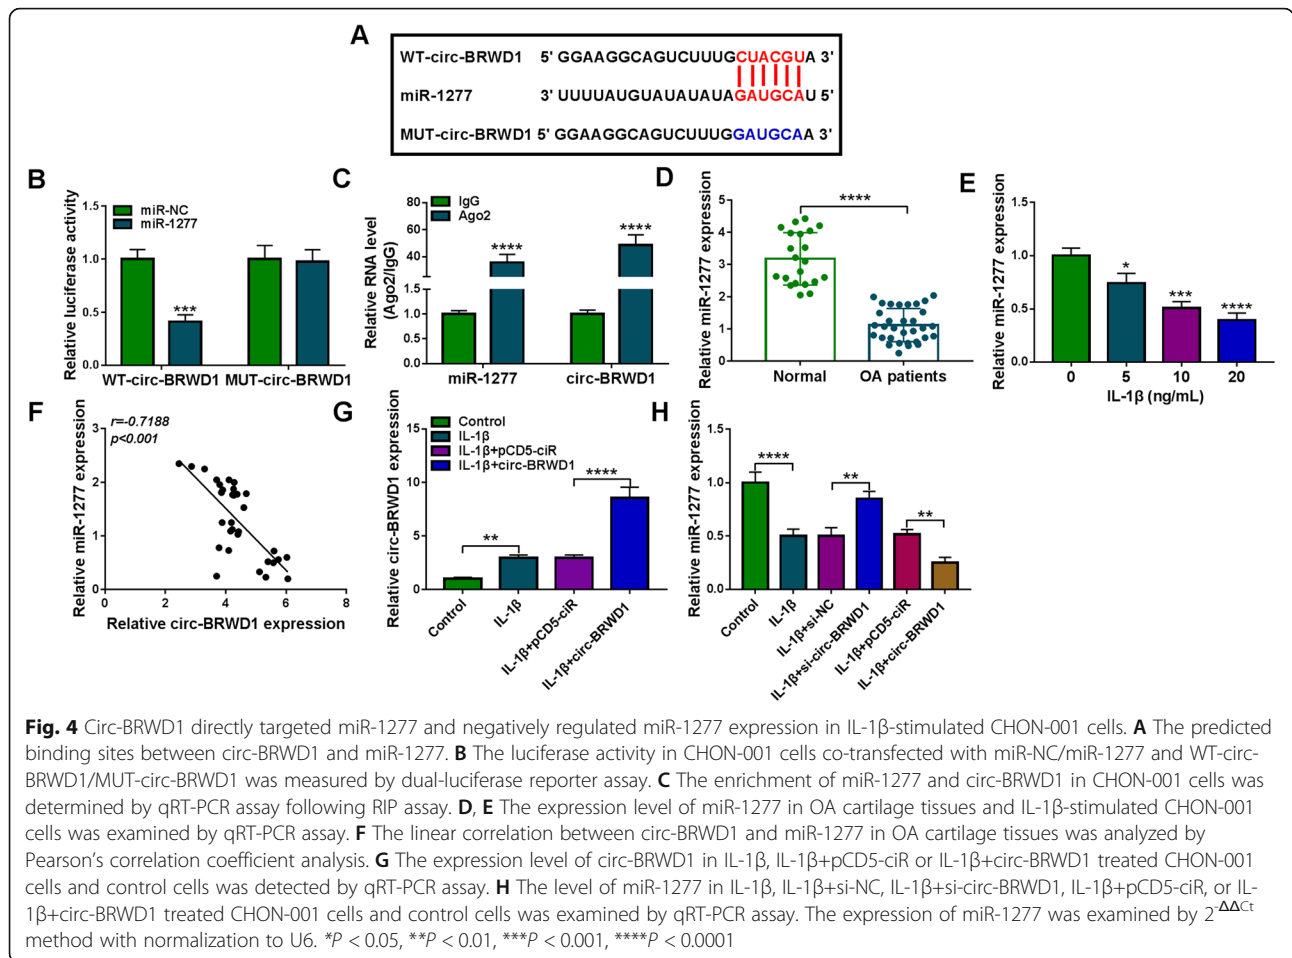 A
WT-circ-BRWD1 5' GGAAGGCAGUCUUUGCUACGUA 3'
miR-1277 3' UUUUAUGUAUAUAUAGAUGCAU 5'
MUT-circ-BRWD1 5' GGAAGGCAGUCUUUGGAUGCAA 3'
B
Relative luciferase activity
1.5
1.0
0.5
0.0
miR-NC
miR-1277
***
WT-circ-BRWD1 MUT-circ-BRWD1
C
Relative RNA level
(Ago2/IgG)
80
60
40
20
1.5
1.0
0.5
0.0
IgG
Ago2
****
****
miR-1277 circ-BRWD1
D
Relative miR-1277 expression
5
4
3
2
1
0
****
Normal OA patients
E
Relative miR-1277 expression
1.5
1.0
0.5
0.0
*
***
****
0 5 10 20
IL-1β (ng/mL)
F
Relative miR-1277 expression
r=-0.7188
p<0.001
3
2
1
0
0 2 4 6 8
Relative circ-BRWD1 expression
G
Relative circ-BRWD1 expression
15
10
5
0
Control
IL-1β
IL-1β+pCD5-ciR
IL-1β+circ-BRWD1
**
****
Control
IL-1β
IL-1β+pCD5-ciR
IL-1β+circ-BRWD1
H
Relative miR-1277 expression
1.5
1.0
0.5
0.0
****
**
**
Control
IL-1β
IL-1β+si-NC
IL-1β+si-circ-BRWD1
IL-1β+pCD5-ciR
IL-1β+circ-BRWD1
Fig. 4 Circ-BRWD1 directly targeted miR-1277 and negatively regulated miR-1277 expression in IL-1β-stimulated CHON-001 cells. A The predicted
binding sites between circ-BRWD1 and miR-1277. B The luciferase activity in CHON-001 cells co-transfected with miR-NC/miR-1277 and WT-circ-
BRWD1/MUT-circ-BRWD1 was measured by dual-luciferase reporter assay. C The enrichment of miR-1277 and circ-BRWD1 in CHON-001 cells was
determined by qRT-PCR assay following RIP assay. D, E The expression level of miR-1277 in OA cartilage tissues and IL-1β-stimulated CHON-001
cells was examined by qRT-PCR assay. F The linear correlation between circ-BRWD1 and miR-1277 in OA cartilage tissues was analyzed by
Pearson's correlation coefficient analysis. G The expression level of circ-BRWD1 in IL-1β, IL-1β+pCD5-ciR or IL-1β+circ-BRWD1 treated CHON-001
cells and control cells was detected by qRT-PCR assay. H The level of miR-1277 in IL-1β, IL-1β+si-NC, IL-1β+si-circ-BRWD1, IL-1β+pCD5-ciR, or IL-
1β+circ-BRWD1 treated CHON-001 cells and control cells was examined by qRT-PCR assay. The expression of miR-1277 was examined by 2-ΔΔCt
method with normalization to U6. *P < 0.05, **P < 0.01, ***P < 0.001, ****P < 0.0001